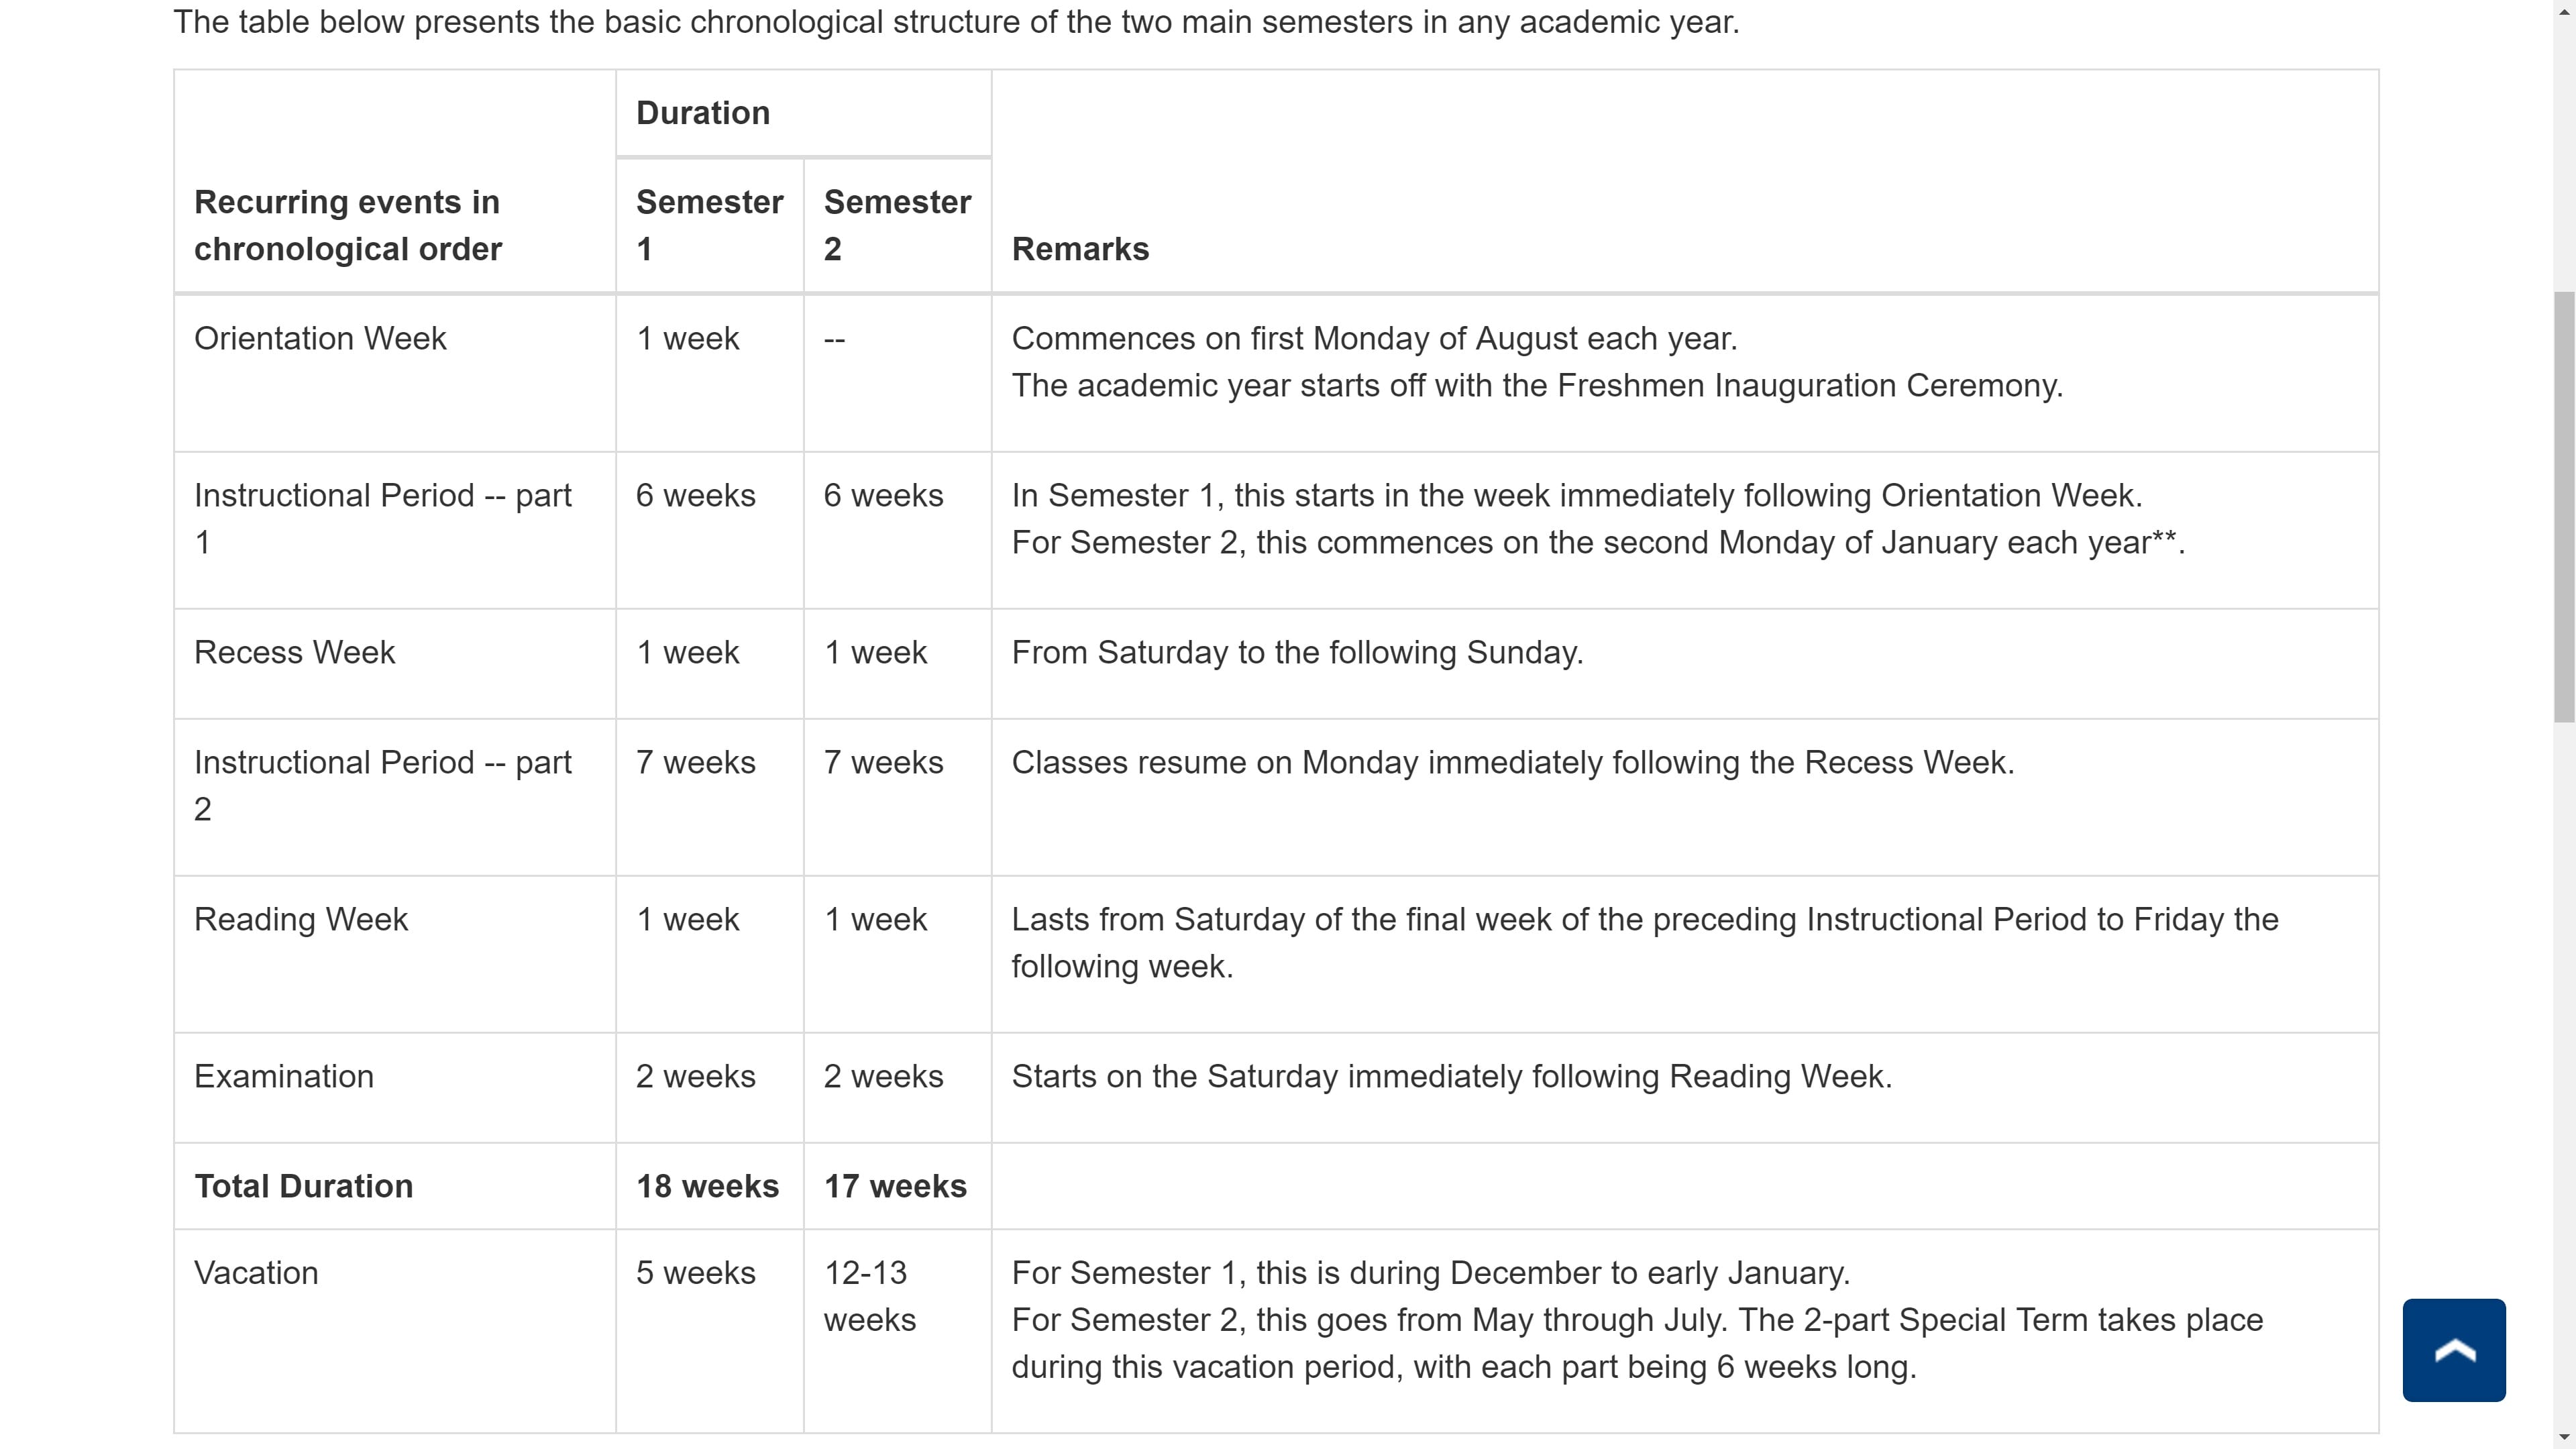 The table below presents the basic chronological structure of the two main semesters in any academic year.
Duration
Recurring events in
chronological order
Semester
1
Semester
2
Remarks
Orientation Week
1 week
--
Commences on first Monday of August each year.
The academic year starts off with the Freshmen Inauguration Ceremony.
Instructional Period -- part
1
6 weeks
6 weeks
In Semester 1, this starts in the week immediately following Orientation Week.
For Semester 2, this commences on the second Monday of January each year**.
Recess Week
1 week
1 week
From Saturday to the following Sunday.
Instructional Period -- part
2
7 weeks
7 weeks
Classes resume on Monday immediately following the Recess Week.
Reading Week
1 week
1 week
Lasts from Saturday of the final week of the preceding Instructional Period to Friday the
following week.
Examination
2 weeks
2 weeks
Starts on the Saturday immediately following Reading Week.
Total Duration
18 weeks
17 weeks
Vacation
5 weeks
12-13
weeks
For Semester 1, this is during December to early January.
For Semester 2, this goes from May through July. The 2-part Special Term takes place
during this vacation period, with each part being 6 weeks long.